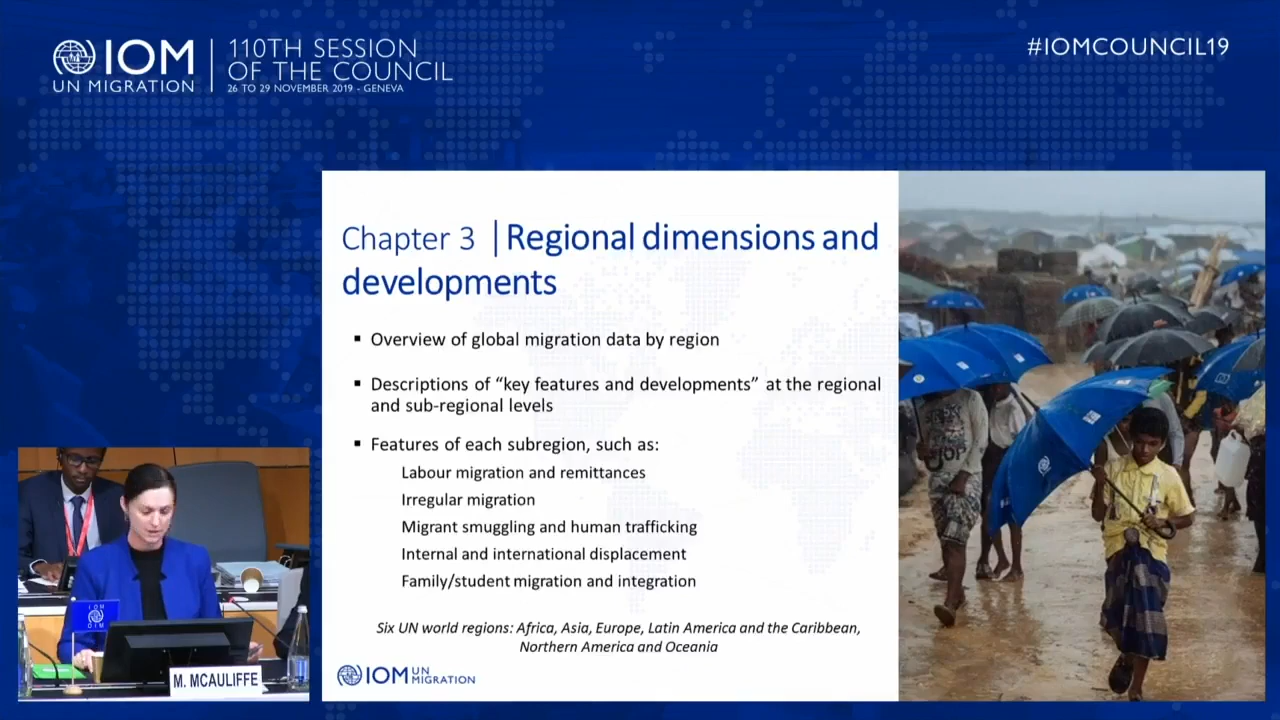 IOM
UN MIGRATION
110TH SESSION
OF THE COUNCIL
26 TO 29 NOVEMBER 2019 - GENEVA
#IOMCOUNCIL19
Chapter 3 | Regional dimensions and
developments
▪ Overview of global migration data by region
▪ Descriptions of “key features and developments” at the regional
and sub-regional levels
▪ Features of each subregion, such as:
Labour migration and remittances
Irregular migration
Migrant smuggling and human trafficking
Internal and international displacement
Family/student migration and integration
Six UN world regions: Africa, Asia, Europe, Latin America and the Caribbean,
Northern America and Oceania
IOM UN
MIGRATION
IOM
OIM
M. MCAULIFFE